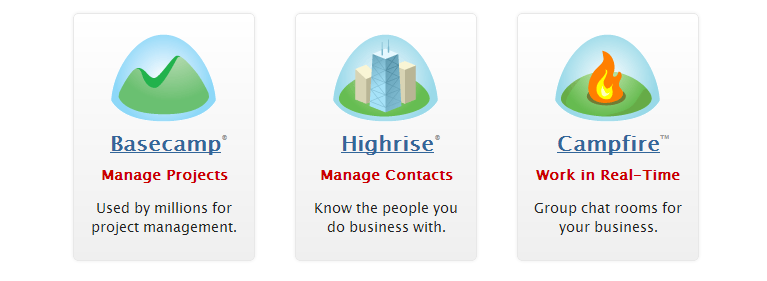 Basecamp®
Manage Projects
Used by millions for
project management.
Highrise®
Manage Contacts
Know the people you
do business with.
Campfire™
Work in Real-Time
Group chat rooms for
your business.